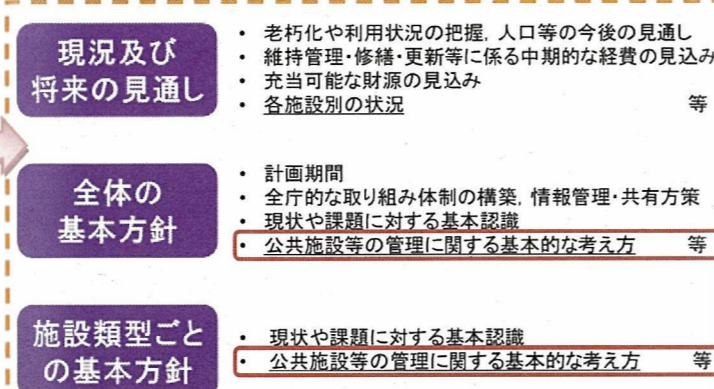 現況及び
将来の見通し
・ 老朽化や利用状況の把握，人口等の今後の見通し
・ 維持管理・修繕・更新等に係る中期的な経費の見込み
・ 充当可能な財源の見込み
・ 各施設別の状況 等
全体の
基本方針
・ 計画期間
・ 全庁的な取り組み体制の構築，情報管理・共有方策
・ 現状や課題に対する基本認識
・ 公共施設等の管理に関する基本的な考え方 等
施設類型ごと
の基本方針
・ 現状や課題に対する基本認識
・ 公共施設等の管理に関する基本的な考え方 等